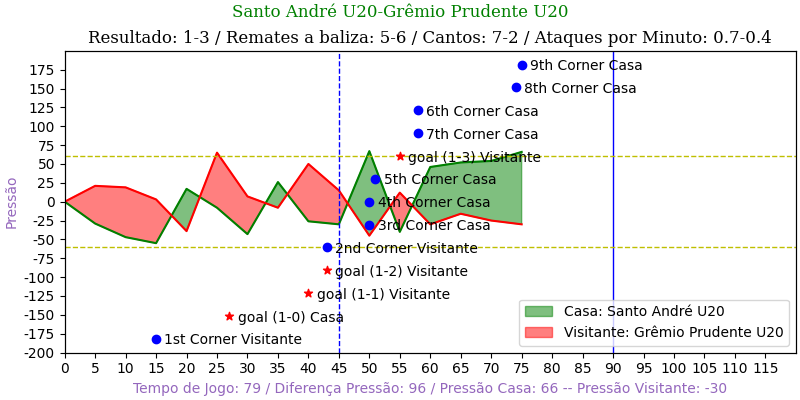 Santo André U20-Grêmio Prudente U20
Resultado: 1-3 / Remates a baliza: 5-6 / Cantos: 7-2 / Ataques por Minuto: 0.7-0.4
Pressão
175
150
125
100
75
50
25
0
-25
-50
-75
-100
-125
-150
-175
-200
9th Corner Casa
8th Corner Casa
6th Corner Casa
7th Corner Casa
goal (1-3) Visitante
5th Corner Casa
4th Corner Casa
3rd Corner Casa
2nd Corner Visitante
goal (1-2) Visitante
goal (1-1) Visitante
goal (1-0) Casa
1st Corner Visitante
Casa: Santo André U20
Visitante: Grêmio Prudente U20
0 5 10 15 20 25 30 35 40 45 50 55 60 65 70 75 80 85 90 95 100 105 110 115
Tempo de Jogo: 79 / Diferença Pressão: 96 / Pressão Casa: 66 -- Pressão Visitante: -30